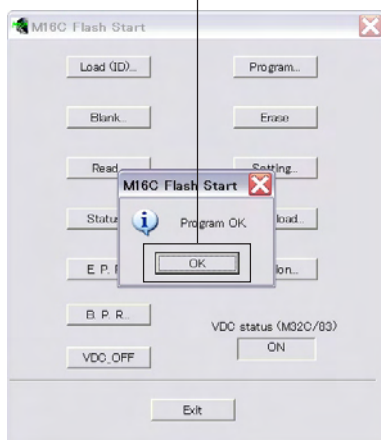 M16C Flash Start
Load (ID)...
Program...
Blank...
Erase
Read...
Setting...
M16C Flash Start
Program OK.
OK
E. P. 
B. P. R...
VDC status (M32C/83)
ON
VDC_OFF
Exit